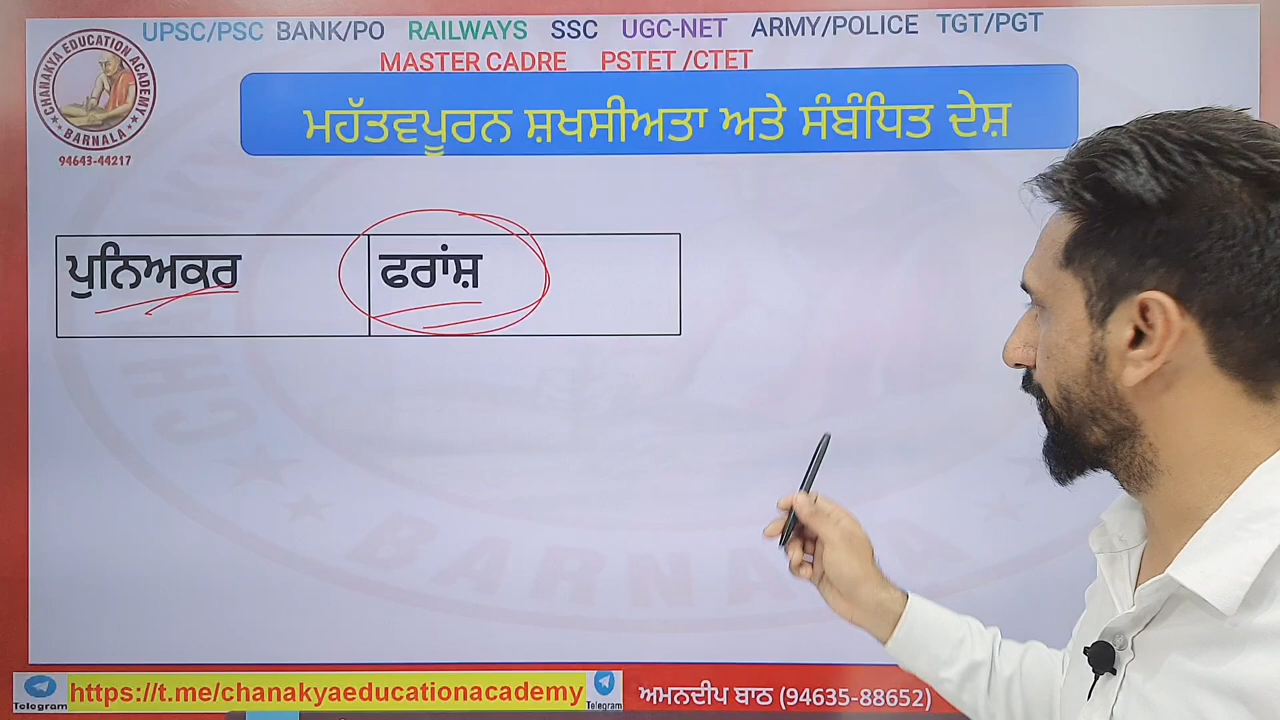 UPSC/PSC BANK/PO RAILWAYS SSC UGC-NET ARMY/POLICE TGT/PGT
MASTER CADRE PSTET /CTET
CHANAKYA EDUCATION ACADEMY
BARNALA
94643-44217
ਮਹੱਤਵਪੂਰਨ ਸ਼ਖਸੀਅਤਾ ਅਤੇ ਸੰਬੰਧਿਤ ਦੇਸ਼
ਪੁਨਿਅਕਰ ਫਰਾਂਸ਼
BARNALA
Telegram https://t.me/chanakyaeducationacademy Telegram ਅਮਨਦੀਪ ਬਾਠ (94635-88652)